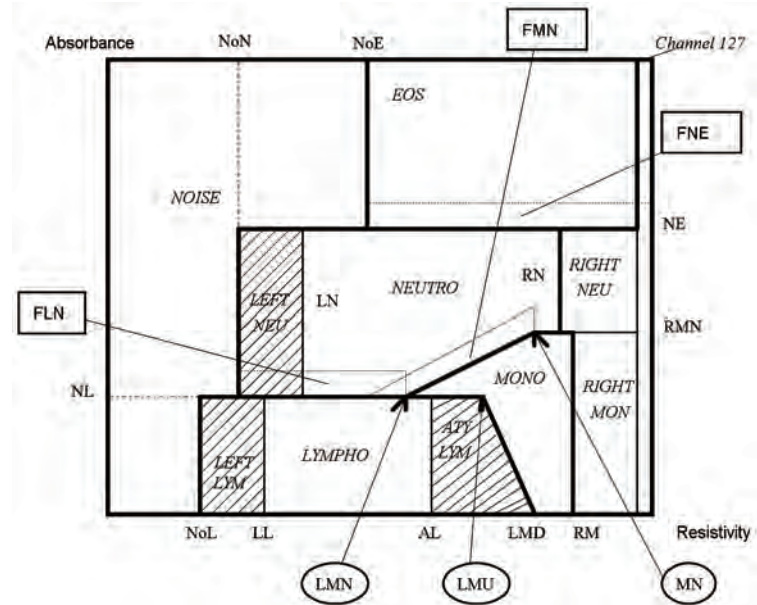 FMN
Absorbance
NoN
NoE
Channel 127
EOS
FNE
NOISE
NE
LEFT
NEU
LN
NEUTRO
RN
RIGHT
NEU
FLN
RMN
NL
MONO
RIGHT
MON
LEFT
LYM
LYMPHO
ATY
LYM
NoL
LL
AL
LMD
RM
Resistivity
LMN
LMU
MN